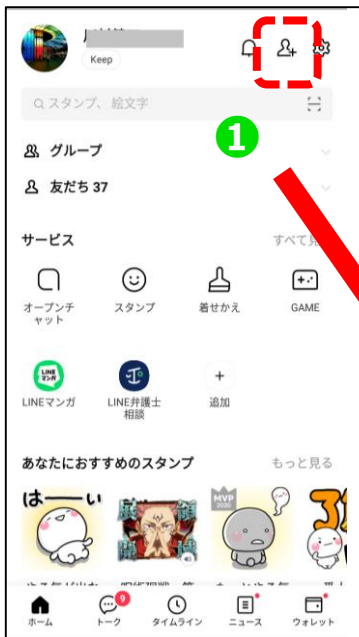 Keep
スタンプ、 絵文字
❶
グループ
友だち 37
サービス
すべて見
オープンチャット
スタンプ
着せかえ
GAME
LINE マンガ
LINEマンガ
LINE弁護士相談
追加
あなたにおすすめのスタンプ
もっと見る
はーい
MVP
2020
9
ホーム
トーク
タイムライン
ニュース
ウォレット